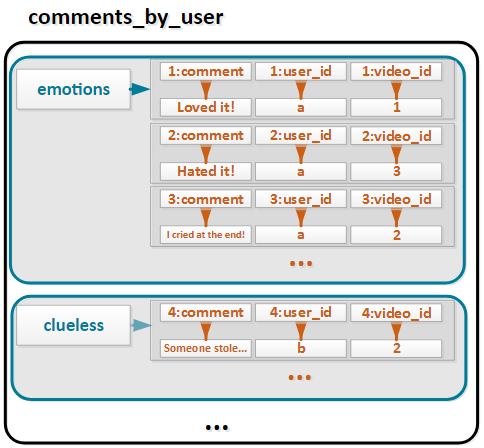 comments_by_user
emotions
1:comment 1:user_id 1:video_id
Loved it! a 1
2:comment 2:user_id 2:video_id
Hated it! a 3
3:comment 3:user_id 3:video_id
I cried at the end! a 2
...
clueless
4:comment 4:user_id 4:video_id
Someone stole... b 2
...
...